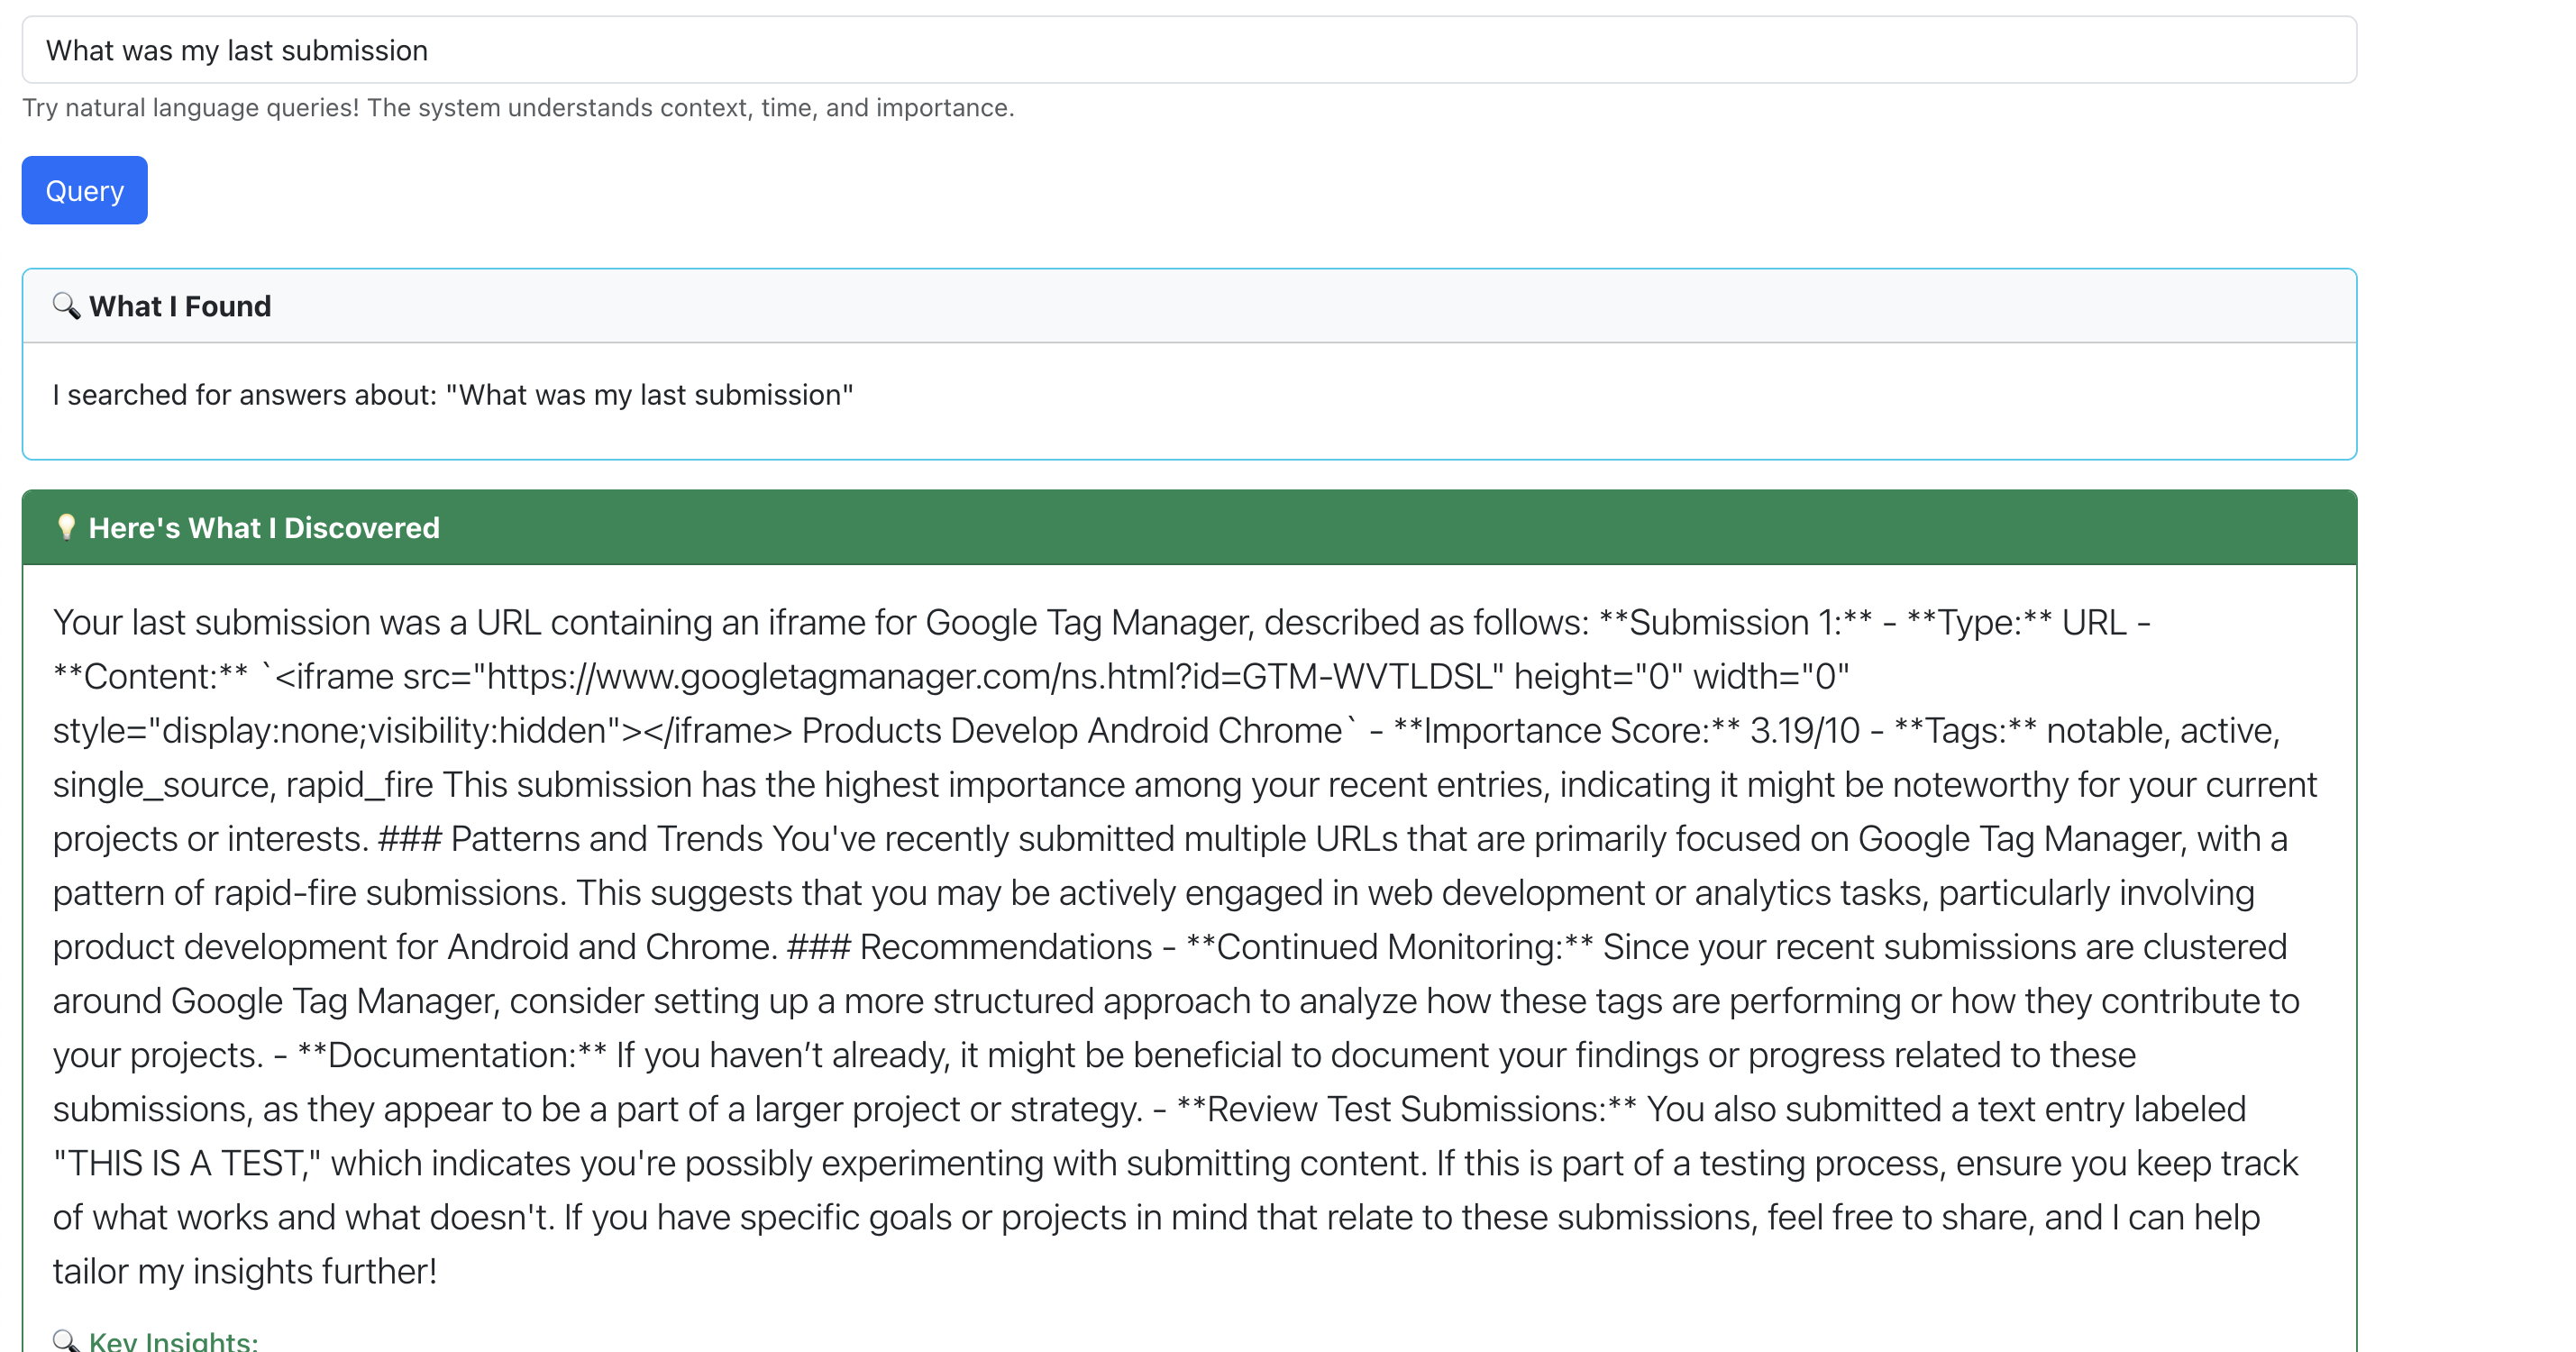 What was my last submission
Try natural language queries! The system understands context, time, and importance.
Query
🔍 What I Found
I searched for answers about: "What was my last submission"
💡 Here's What I Discovered
Your last submission was a URL containing an iframe for Google Tag Manager, described as follows: **Submission 1:** - **Type:** URL -
**Content:** `<iframe src="https://www.googletagmanager.com/ns.html?id=GTM-WVTLDSL" height="0" width="0"
style="display:none;visibility:hidden"></iframe> Products Develop Android Chrome` - **Importance Score:** 3.19/10 - **Tags:** notable, active,
single_source, rapid_fire This submission has the highest importance among your recent entries, indicating it might be noteworthy for your current
projects or interests. ### Patterns and Trends You've recently submitted multiple URLs that are primarily focused on Google Tag Manager, with a
pattern of rapid-fire submissions. This suggests that you may be actively engaged in web development or analytics tasks, particularly involving
product development for Android and Chrome. ### Recommendations - **Continued Monitoring:** Since your recent submissions are clustered
around Google Tag Manager, consider setting up a more structured approach to analyze how these tags are performing or how they contribute to
your projects. - **Documentation:** If you haven’t already, it might be beneficial to document your findings or progress related to these
submissions, as they appear to be a part of a larger project or strategy. - **Review Test Submissions:** You also submitted a text entry labeled
"THIS IS A TEST," which indicates you're possibly experimenting with submitting content. If this is part of a testing process, ensure you keep track
of what works and what doesn't. If you have specific goals or projects in mind that relate to these submissions, feel free to share, and I can help
tailor my insights further!
🔍 Key Insights: